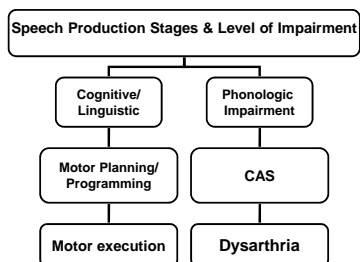 Speech Production Stages & Level of Impairment
Cognitive/
Linguistic
Phonologic
Impairment
Motor Planning/
Programming
CAS
Motor execution
Dysarthria